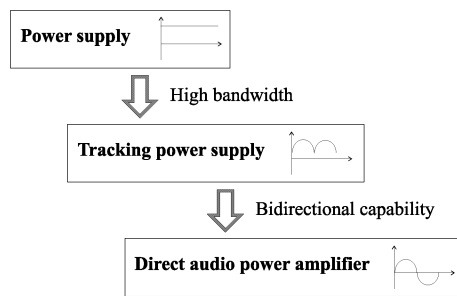 Power supply
High bandwidth
Tracking power supply
Bidirectional capability
Direct audio power amplifier